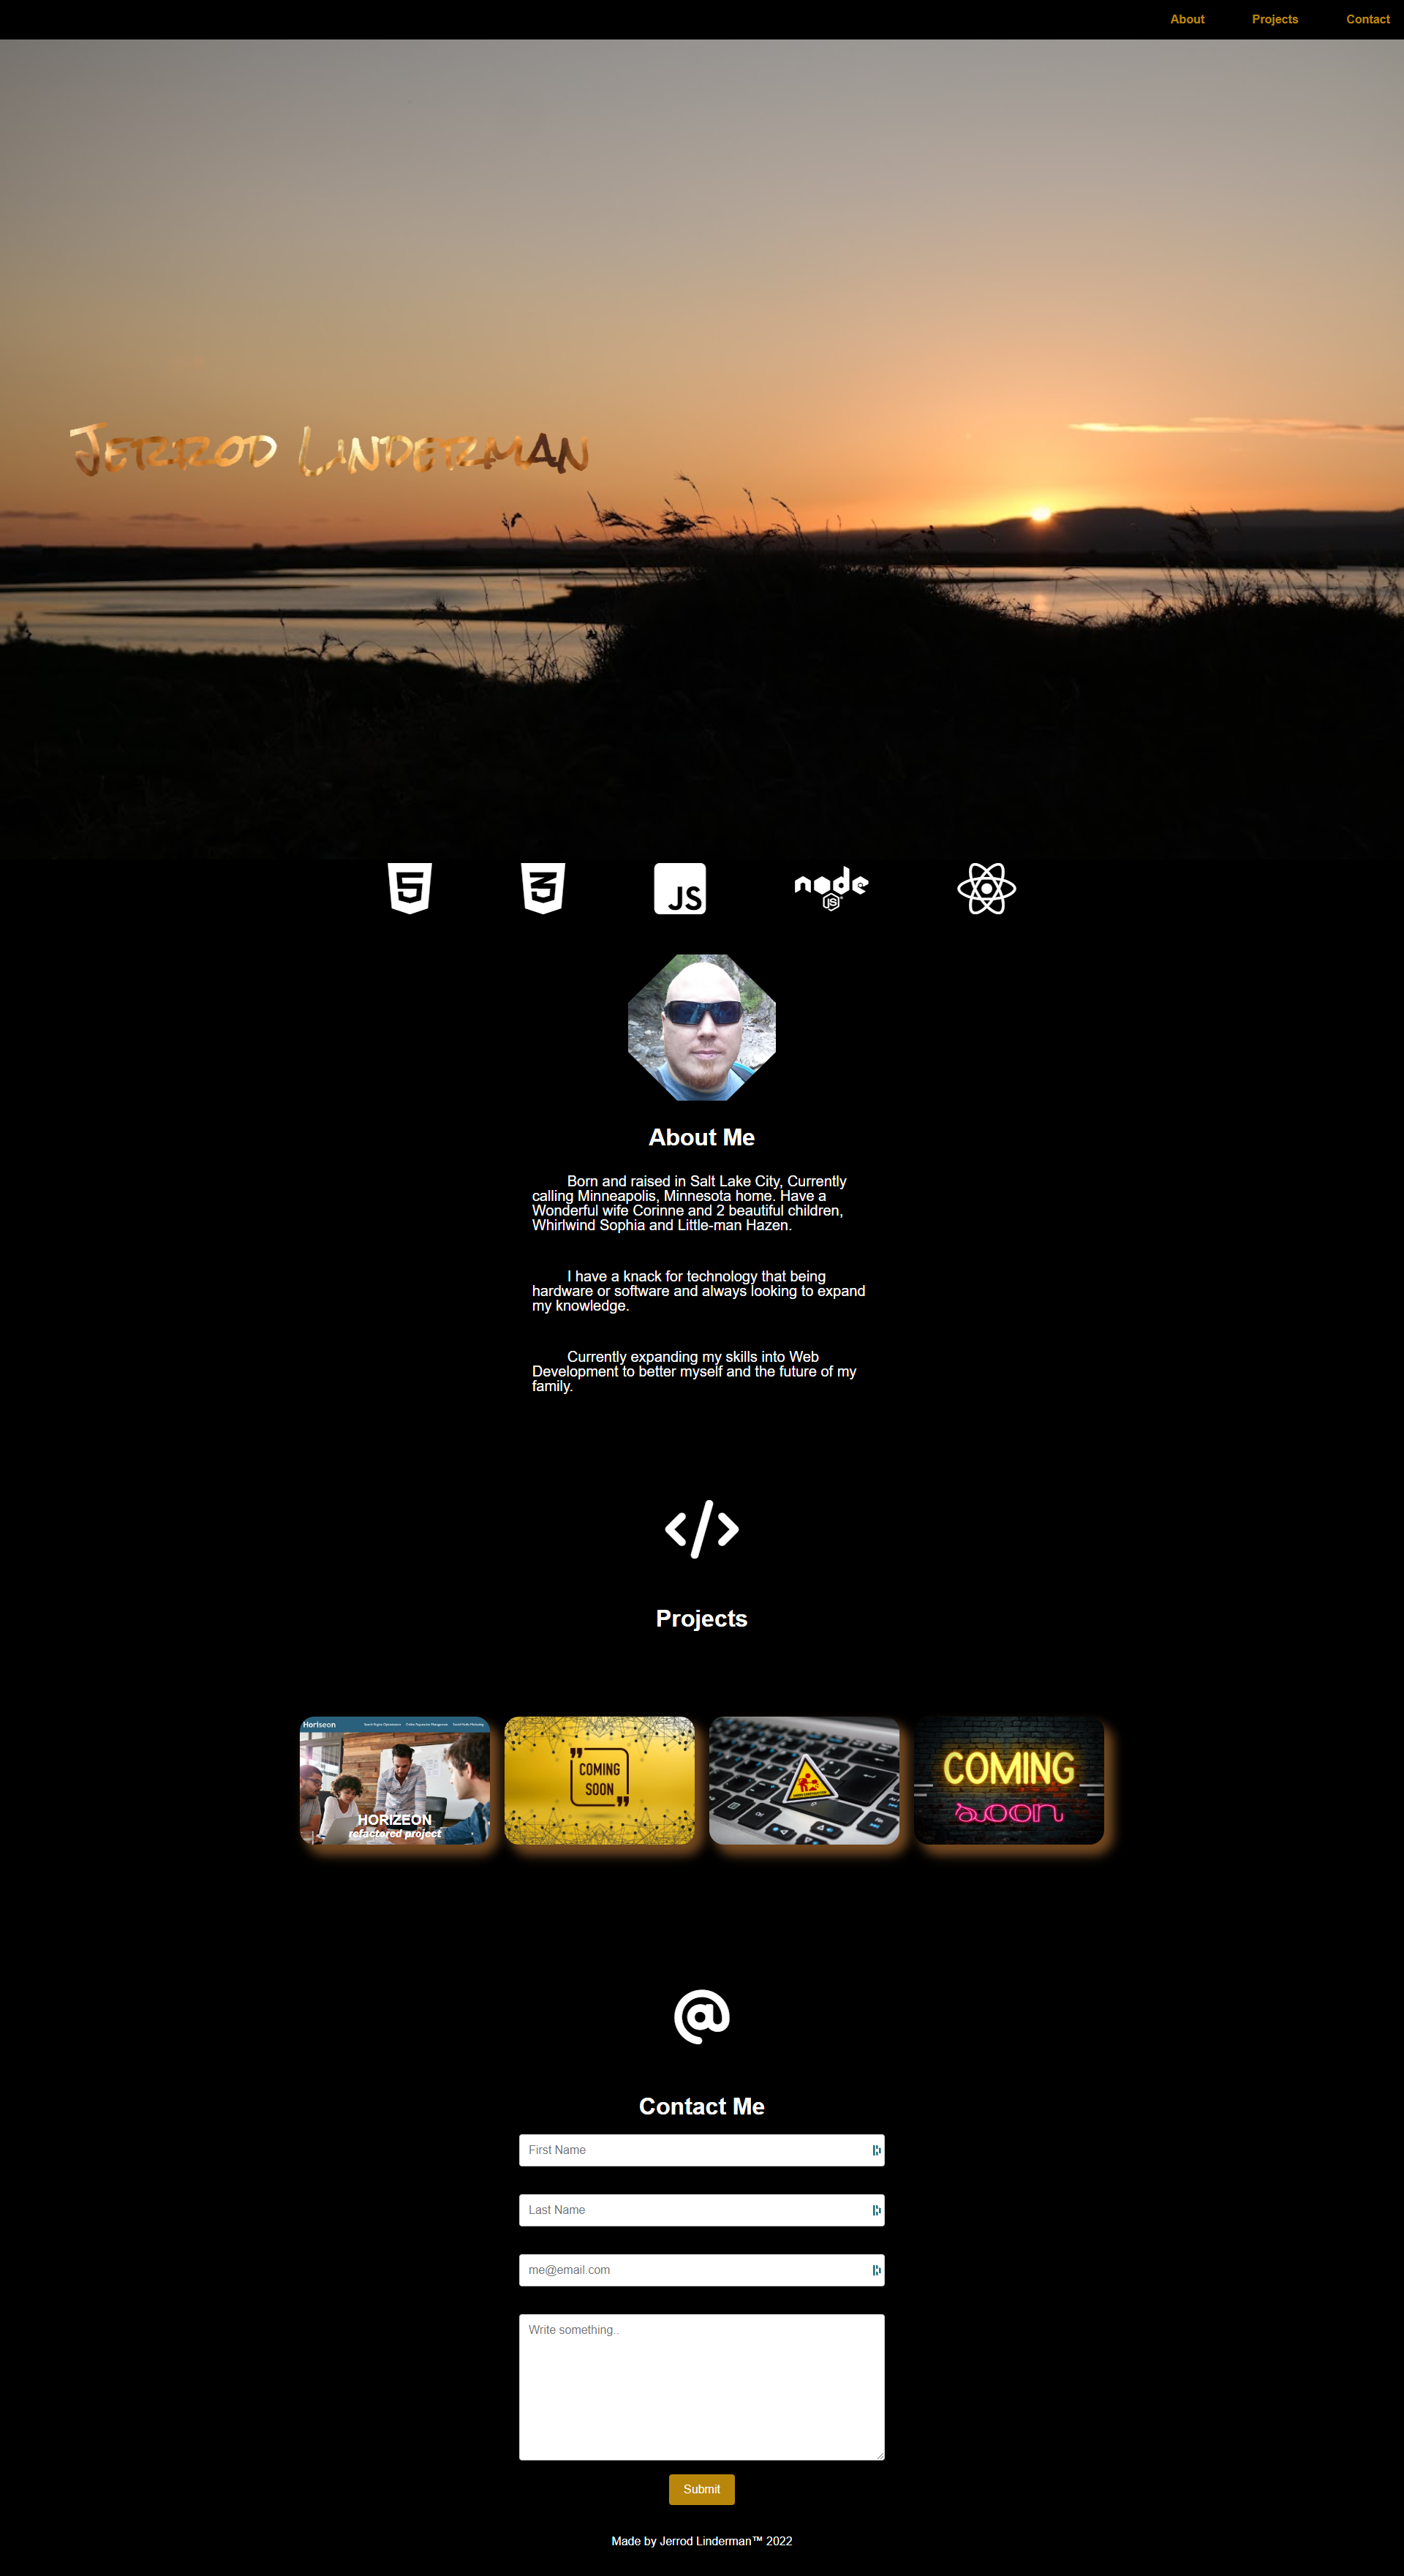 About Projects Contact
Jerrod Linderman
5 3 JS node JS
About Me
Born and raised in Salt Lake City, Currently
calling Minneapolis, Minnesota home. Have a
Wonderful wife Corinne and 2 beautiful children,
Whirlwind Sophia and Little-man Hazen.
I have a knack for technology that being
hardware or software and always looking to expand
my knowledge.
Currently expanding my skills into Web
Development to better myself and the future of my
family.
</>
Projects
Horiseon
HORIZEON
refactored project
COMING
SOON
COMING
soon
@
Contact Me
First Name
Last Name
me@email.com
Write something..
Submit
Made by Jerrod Linderman™ 2022